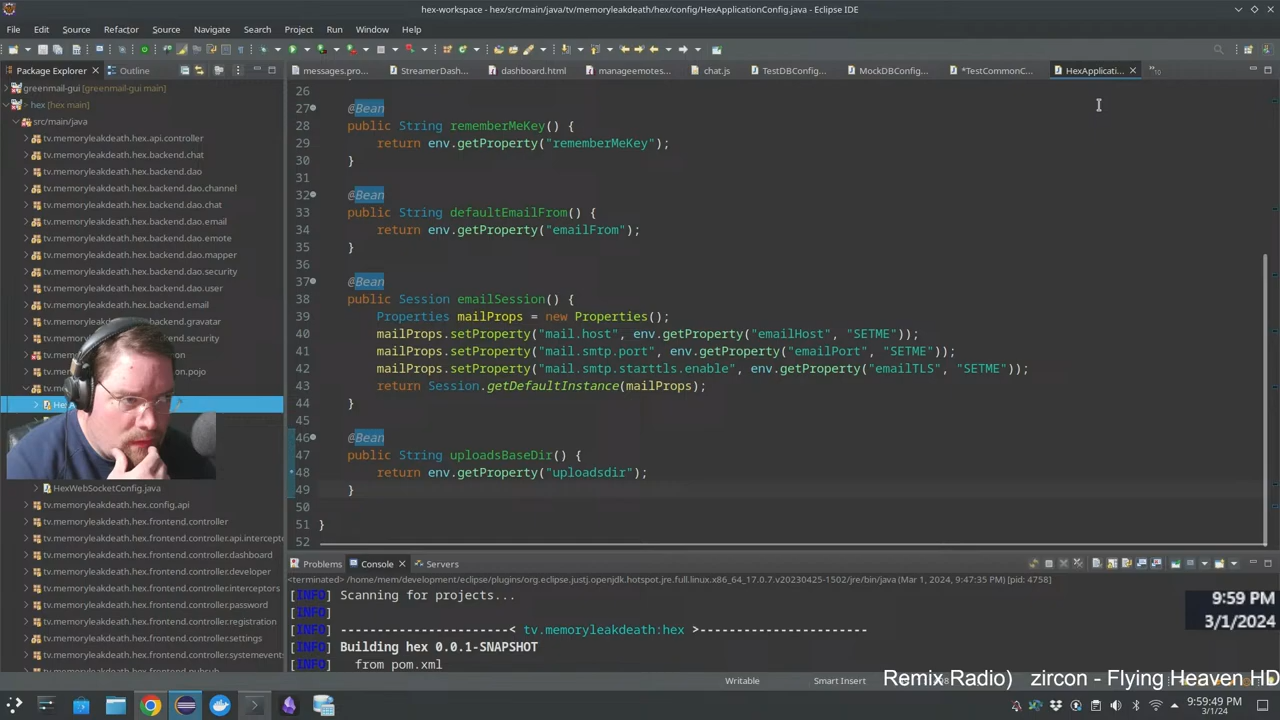 hex-workspace - hex/src/main/java/tv/memoryleakdeath/hex/config/HexApplicationConfig.java - Eclipse IDE
File Edit Source Refactor Source Navigate Search Project Run Window Help
Package Explorer Outline
messages.pro... StreamerDash... dashboard.html manageemotes... chat.js TestDBConfig... MockDBConfig... *TestCommonC... HexApplicati...
greenmail-gui [greenmail-gui main]
> hex [hex main]
src/main/java
tv.memoryleakdeath.hex.api.controller
tv.memoryleakdeath.hex.backend.chat
tv.memoryleakdeath.hex.backend.dao
tv.memoryleakdeath.hex.backend.dao.channel
tv.memoryleakdeath.hex.backend.dao.chat
tv.memoryleakdeath.hex.backend.dao.email
tv.memoryleakdeath.hex.backend.dao.emote
tv.memoryleakdeath.hex.backend.dao.mapper
tv.memoryleakdeath.hex.backend.dao.security
tv.memoryleakdeath.hex.backend.dao.user
tv.memoryleakdeath.hex.backend.email
HexWebSocketConfig.java
tv.memoryleakdeath.hex.config.api
tv.memoryleakdeath.hex.frontend.controller
tv.memoryleakdeath.hex.frontend.controller.api.intercept
tv.memoryleakdeath.hex.frontend.controller.dashboard
tv.memoryleakdeath.hex.frontend.controller.developer
tv.memoryleakdeath.hex.frontend.controller.interceptors
tv.memoryleakdeath.hex.frontend.controller.password
tv.memoryleakdeath.hex.frontend.controller.registration
tv.memoryleakdeath.hex.frontend.controller.settings
tv.memoryleakdeath.hex.frontend.controller.systemevent
26
27 @Bean
28 public String rememberMeKey() {
29 return env.getProperty("rememberMeKey");
30 }
31
32 @Bean
33 public String defaultEmailFrom() {
34 return env.getProperty("emailFrom");
35 }
36
37 @Bean
38 public Session emailSession() {
39 Properties mailProps = new Properties();
40 mailProps.setProperty("mail.host", env.getProperty("emailHost", "SETME"));
41 mailProps.setProperty("mail.smtp.port", env.getProperty("emailPort", "SETME"));
42 mailProps.setProperty("mail.smtp.starttls.enable", env.getProperty("emailTLS", "SETME"));
43 return Session.getDefaultInstance(mailProps);
44 }
45
46 @Bean
47 public String uploadsBaseDir() {
48 return env.getProperty("uploadsdir");
49 }
50
51 }
52
Problems Console Servers
<terminated> /home/mem/development/eclipse/plugins/org.eclipse.justj.openjdk.hotspot.jre.full.linux.x86_64_17.0.7.v20230425-1502/jre/bin/java (Mar 1, 2024, 9:47:35 PM) [pid: 4758]
[INFO] Scanning for projects...
[INFO]
[INFO] ----------------------< tv.memoryleakdeath:hex >-----------------------
[INFO] Building hex 0.0.1-SNAPSHOT
[INFO] from pom.xml
9:59 PM
3/1/2024
Writable Smart Insert
Remix Radio) zircon - Flying Heaven HD
9:59:49 PM
3/1/24